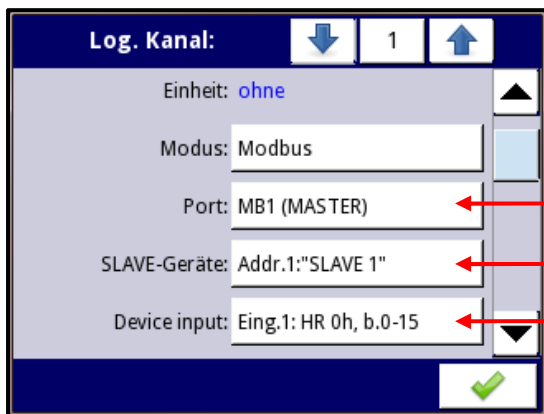 Log. Kanal: 1
Einheit: ohne
Modus: Modbus
Port: MB1 (MASTER)
SLAVE-Geräte: Addr.1:"SLAVE 1"
Device input: Eing.1: HR 0h, b.0-15